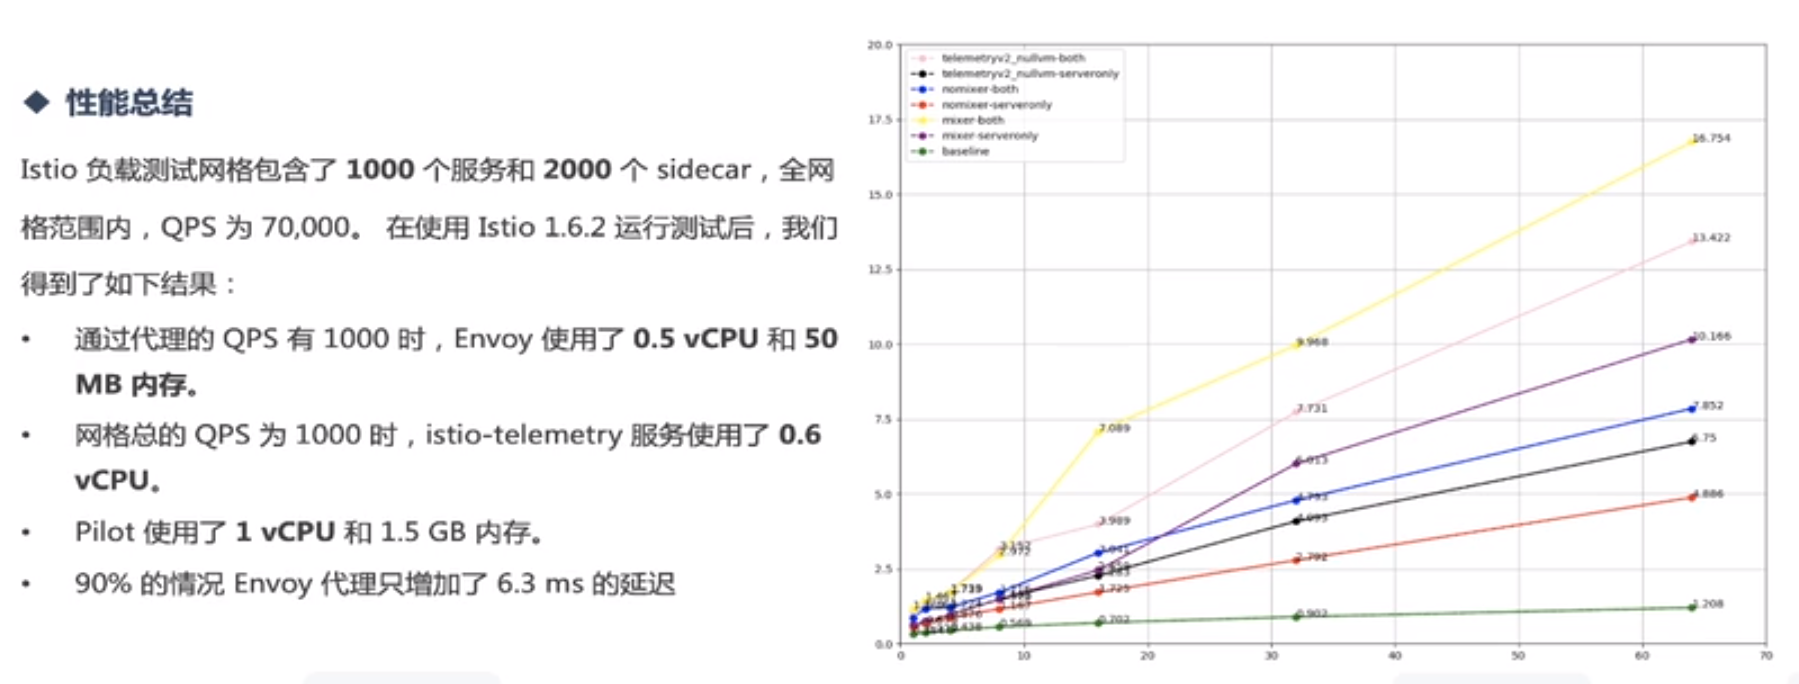 ◆ 性能总结
Istio 负载测试网格包含了 1000 个服务和 2000 个 sidecar，全网
格范围内，QPS 为 70,000。 在使用 Istio 1.6.2 运行测试后，我们
得到了如下结果：
• 通过代理的 QPS 有 1000 时，Envoy 使用了 0.5 vCPU 和 50
MB 内存。
• 网格总的 QPS 为 1000 时，istio-telemetry 服务使用了 0.6
vCPU。
• Pilot 使用了 1 vCPU 和 1.5 GB 内存。
• 90% 的情况 Envoy 代理只增加了 6.3 ms 的延迟
telemetryv2_nullvm-both
telemetryv2_nullvm-serveronly
nomixer-both
nomixer-serveronly
mixer-both
mixer-serveronly
baseline
20.0
17.5
15.0
12.5
10.0
7.5
5.0
2.5
0.0
0 10 20 30 40 50 60 70
16.754
13.422
10.166
7.852
6.75
4.886
1.208
9.968
7.731
6.013
4.793
4.093
2.792
0.902
7.089
3.989
3.041
1.725
0.702
2.972
1.167
0.569
1.739
0.438